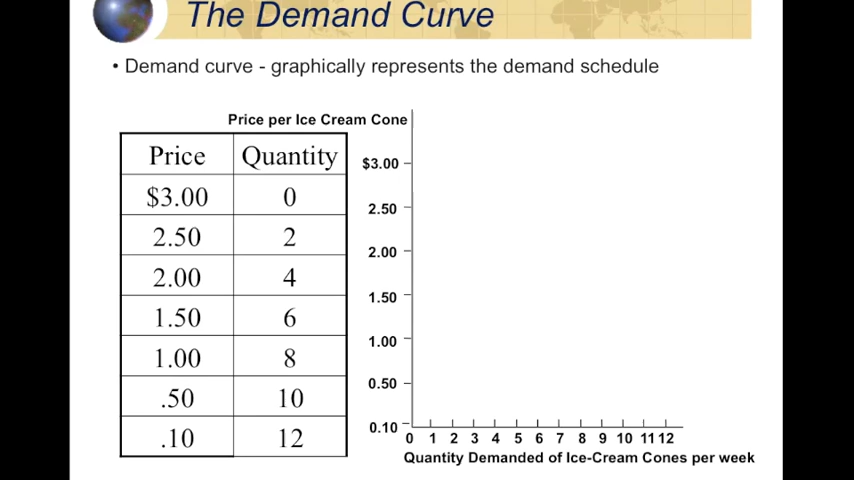 The Demand Curve
• Demand curve - graphically represents the demand schedule
Price per Ice Cream Cone
Price Quantity
$3.00 0
2.50 2
2.00 4
1.50 6
1.00 8
.50 10
.10 12
$3.00
2.50
2.00
1.50
1.00
0.50
0.10
0 1 2 3 4 5 6 7 8 9 10 11 12
Quantity Demanded of Ice-Cream Cones per week